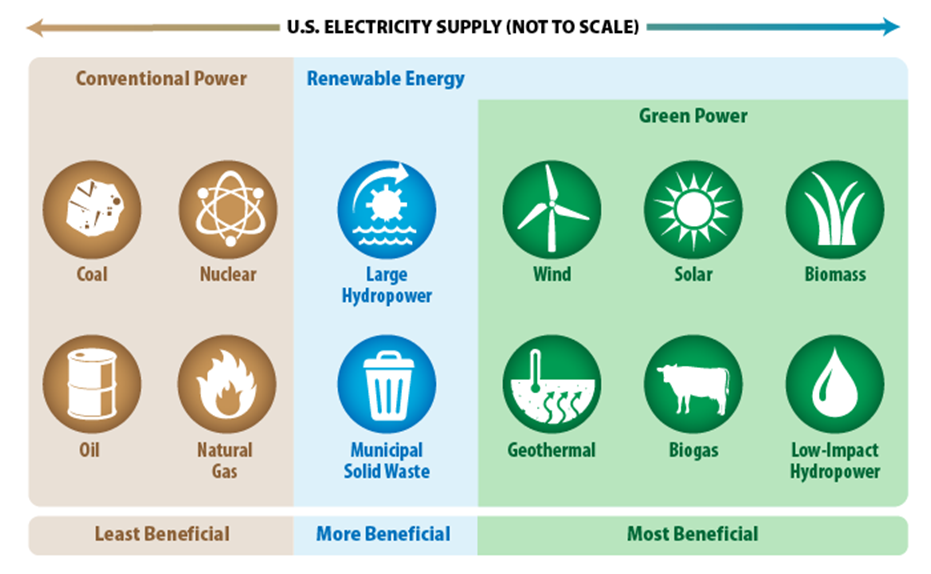 U.S. ELECTRICITY SUPPLY (NOT TO SCALE)
Conventional Power
Renewable Energy
Green Power
Coal
Nuclear
Large
Hydropower
Wind
Solar
Biomass
Oil
Natural
Gas
Municipal
Solid Waste
Geothermal
Biogas
Low-Impact
Hydropower
Least Beneficial
More Beneficial
Most Beneficial